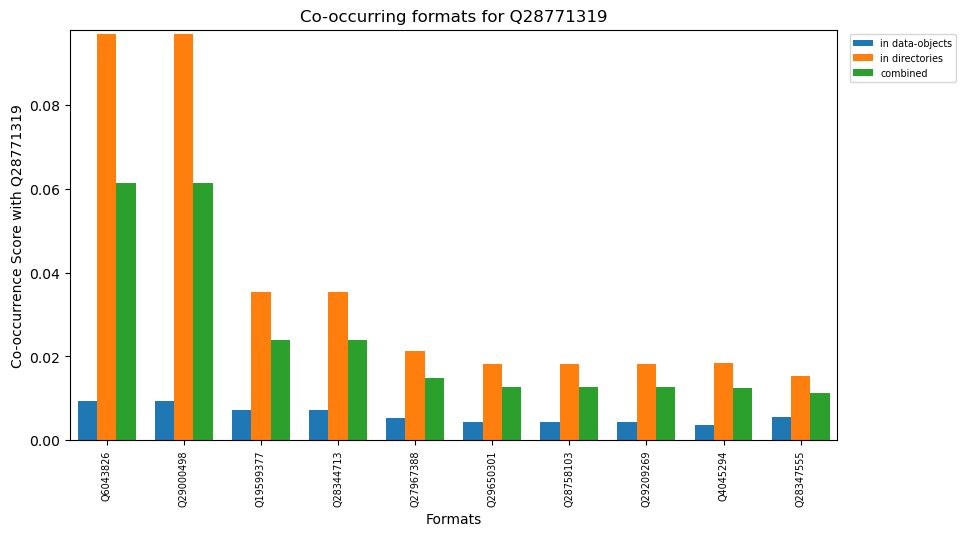 Co-occurring formats for Q28771319
in data-objects
in directories
combined
Co-occurrence Score with Q28771319
0.08
0.06
0.04
0.02
0.00
Q6043826
Q29000498
Q19599377
Q28344713
Q27967388
Q29650301
Q28758103
Q29209269
Q4045294
Q28347555
Formats